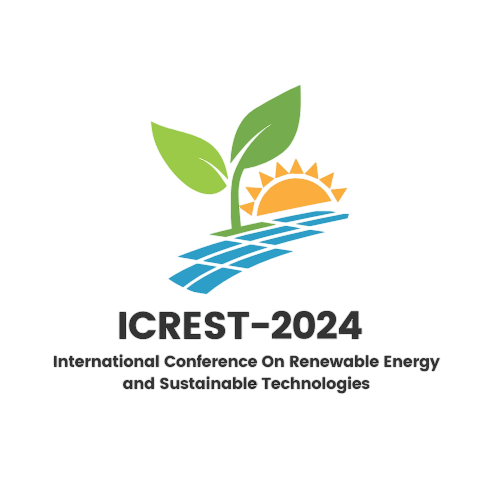 ICREST-2024
International Conference On Renewable Energy
and Sustainable Technologies